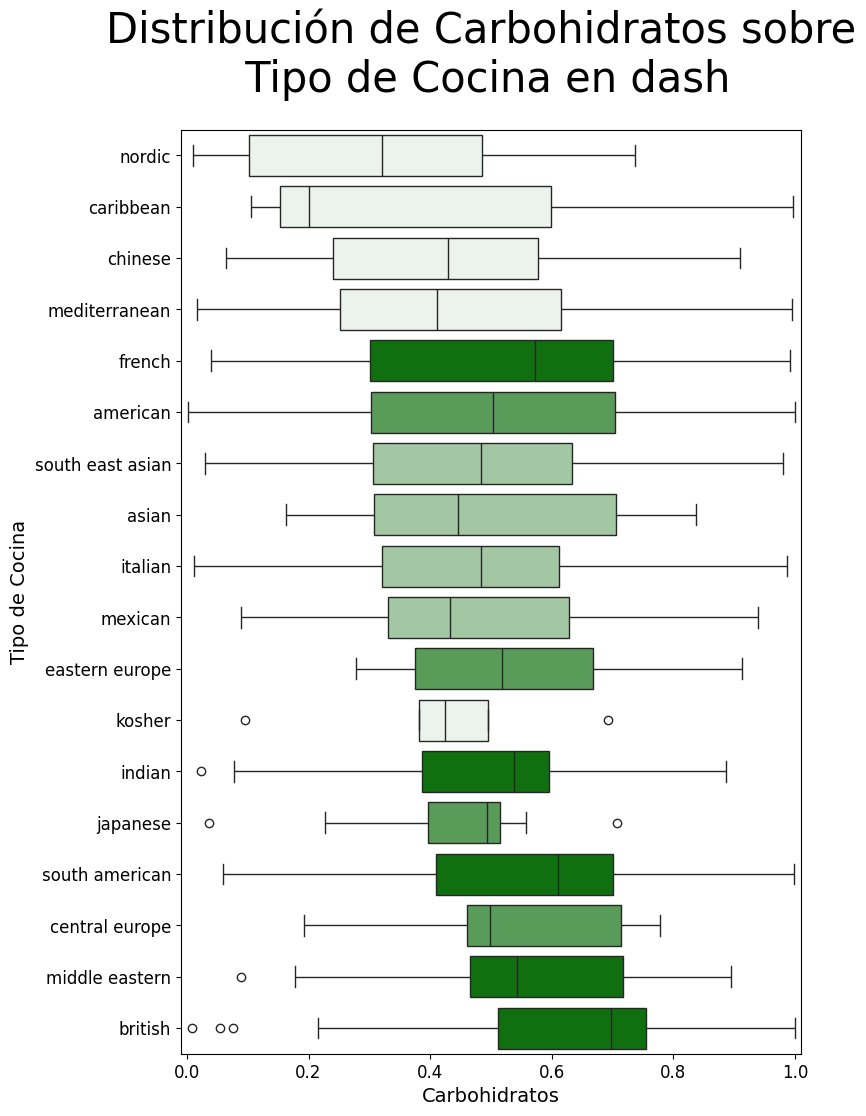 Distribución de Carbohidratos sobre
Tipo de Cocina en dash
nordic
caribbean
chinese
mediterranean
french
american
south east asian
asian
italian
mexican
eastern europe
kosher
indian
japanese
south american
central europe
middle eastern
british
Tipo de Cocina
0.0 0.2 0.4 0.6 0.8 1.0
Carbohidratos